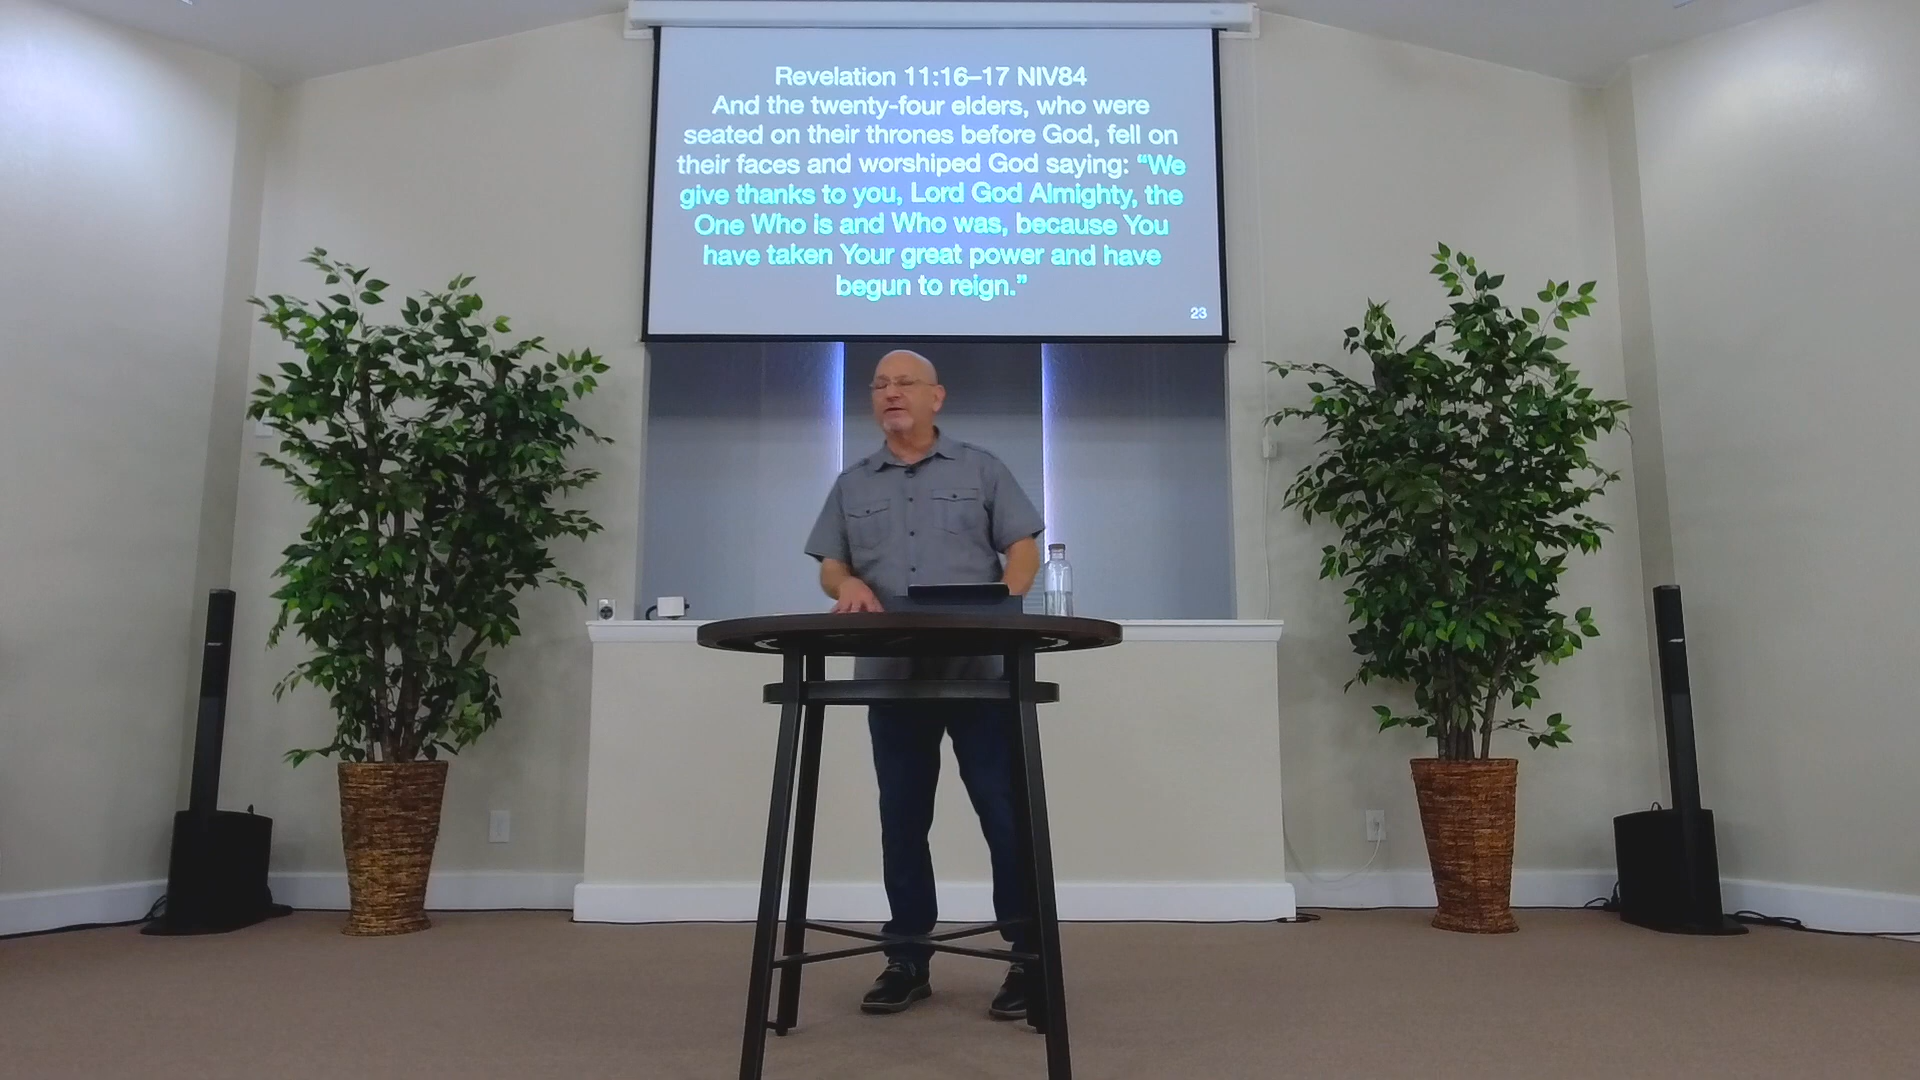 Revelation 11:16–17 NIV84
And the twenty-four elders, who were
seated on their thrones before God, fell on
their faces and worshiped God saying: “We
give thanks to you, Lord God Almighty, the
One Who is and Who was, because You
have taken Your great power and have
begun to reign.”
23